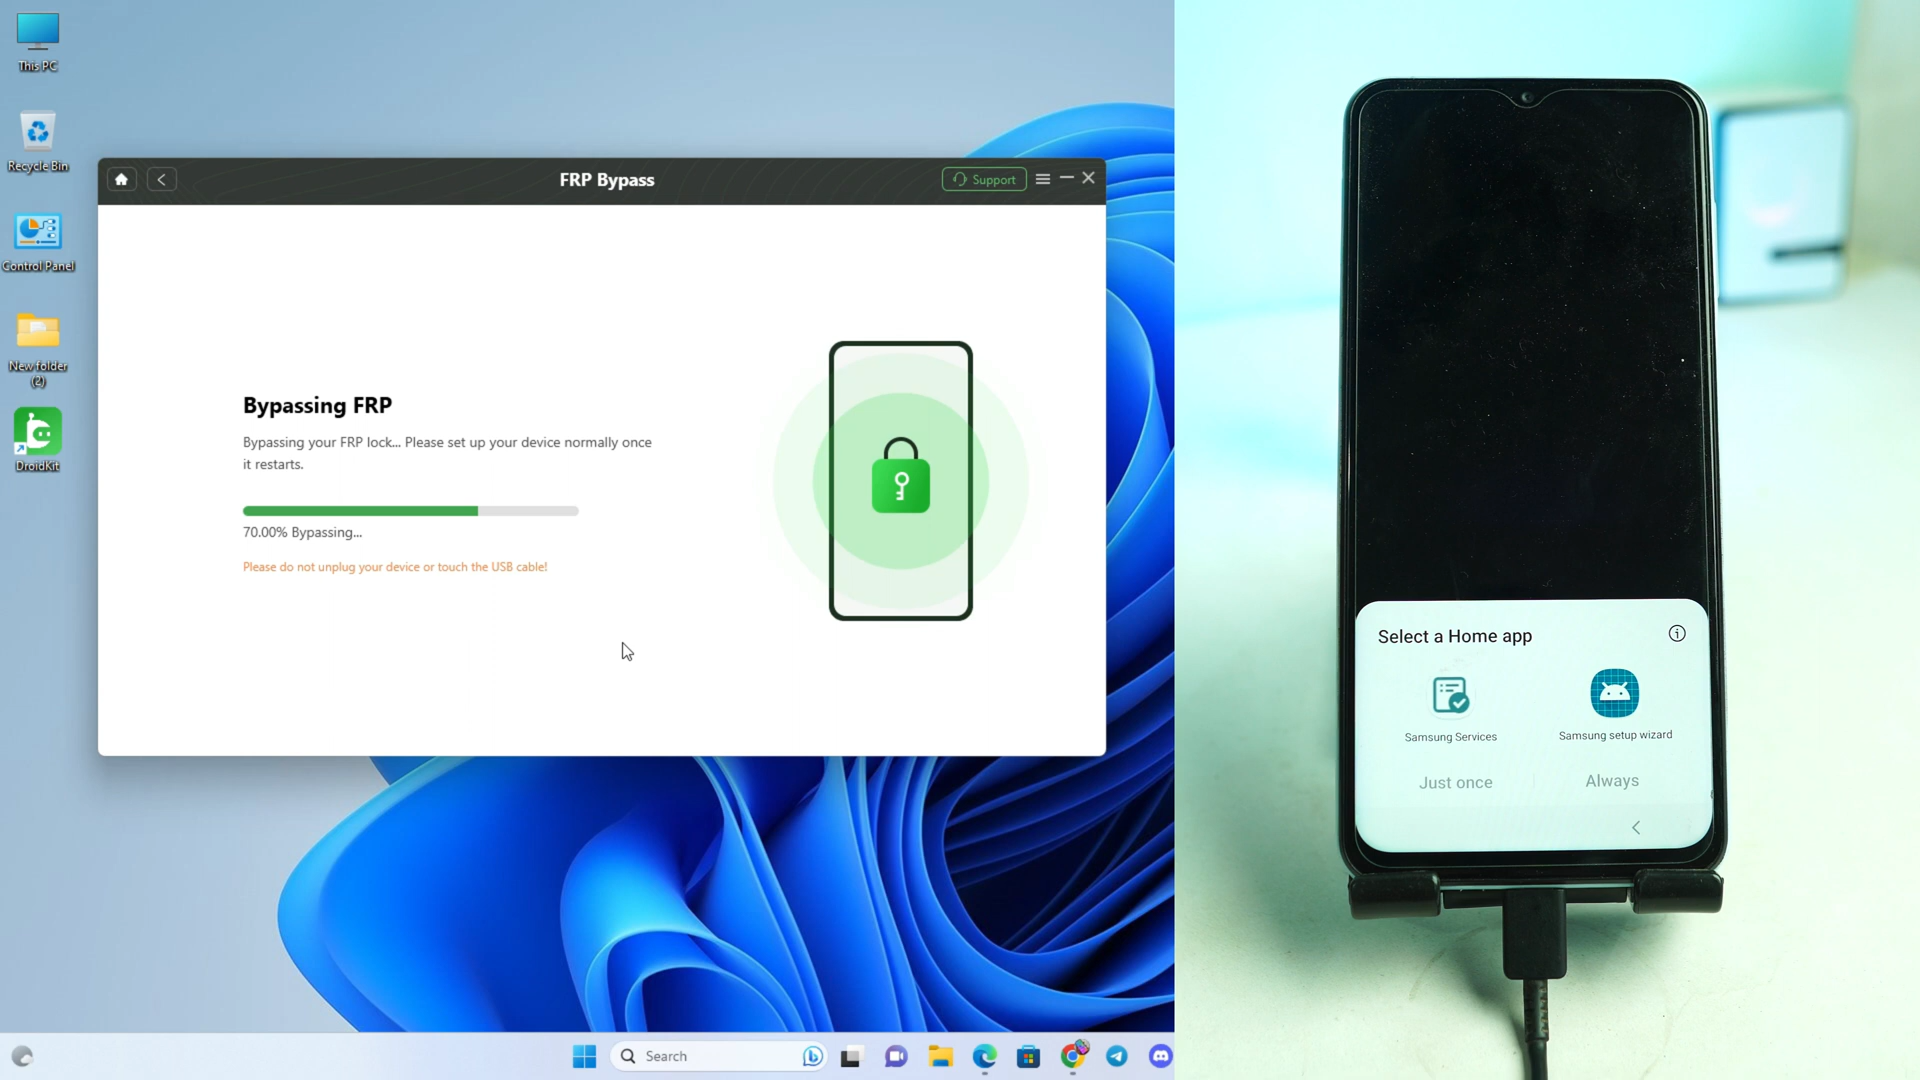 This PC
Recycle Bin
Control Panel
New folder
(2)
DroidKit
FRP Bypass
Support
Bypassing FRP
Bypassing your FRP lock... Please set up your device normally once
it restarts.
70.00% Bypassing...
Please do not unplug your device or touch the USB cable!
Search
Select a Home app
Samsung Services
Samsung setup wizard
Just once
Always